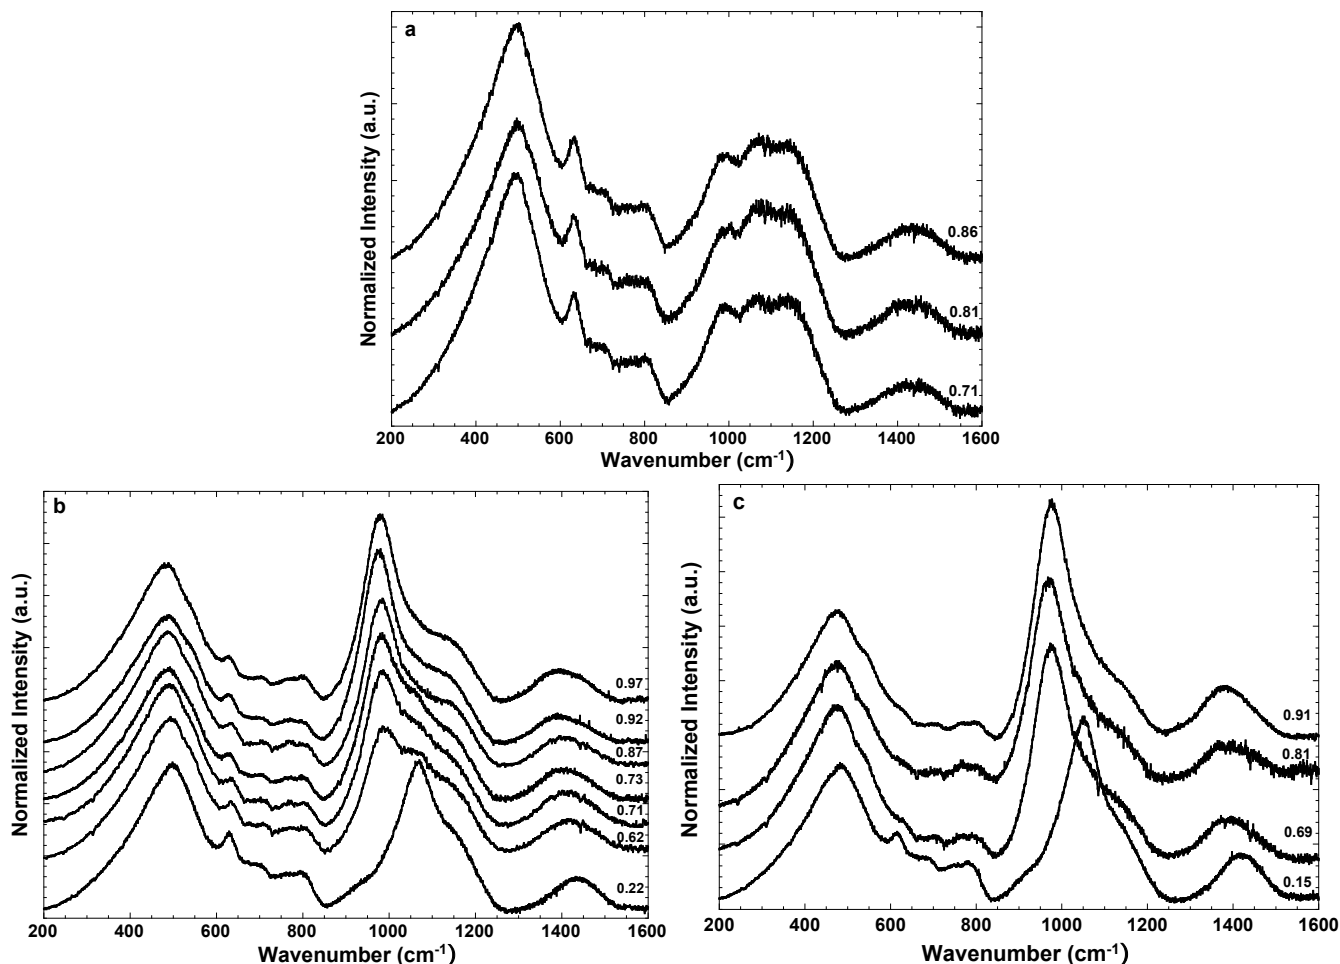 a
Normalized Intensity (a.u.)
0.86
0.81
0.71
200 400 600 800 1000 1200 1400 1600
Wavenumber (cm-1)
b
Normalized Intensity (a.u.)
0.97
0.92
0.87
0.73
0.71
0.62
0.22
200 400 600 800 1000 1200 1400 1600
Wavenumber (cm-1)
c
Normalized Intensity (a.u.)
0.91
0.81
0.69
0.15
200 400 600 800 1000 1200 1400 1600
Wavenumber (cm-1)